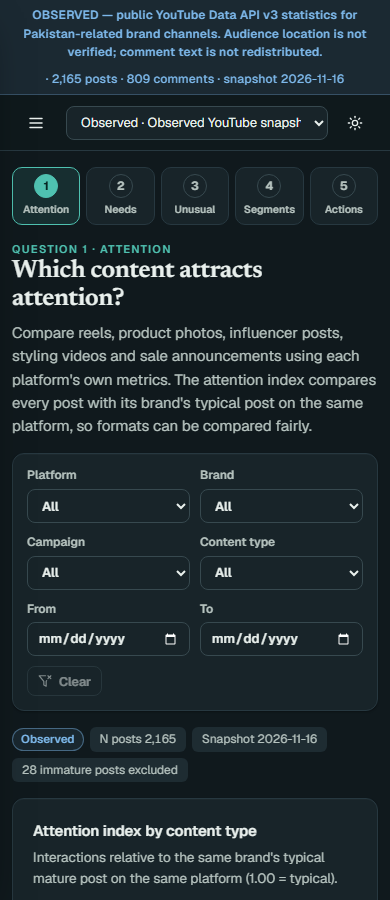 OBSERVED — public YouTube Data API v3 statistics for
Pakistan-related brand channels. Audience location is not
verified; comment text is not redistributed.
· 2,165 posts · 809 comments · snapshot 2026-11-16
Observed · Observed YouTube snapsh
1
Attention
2
Needs
3
Unusual
4
Segments
5
Actions
QUESTION 1 · ATTENTION
Which content attracts
attention?
Compare reels, product photos, influencer posts,
styling videos and sale announcements using each
platform's own metrics. The attention index compares
every post with its brand's typical post on the same
platform, so formats can be compared fairly.
Platform
Brand
All
All
Campaign
Content type
All
All
From
To
mm/dd/yyyy
mm/dd/yyyy
Clear
Observed
N posts 2,165
Snapshot 2026-11-16
28 immature posts excluded
Attention index by content type
Interactions relative to the same brand's typical
mature post on the same platform (1.00 = typical).